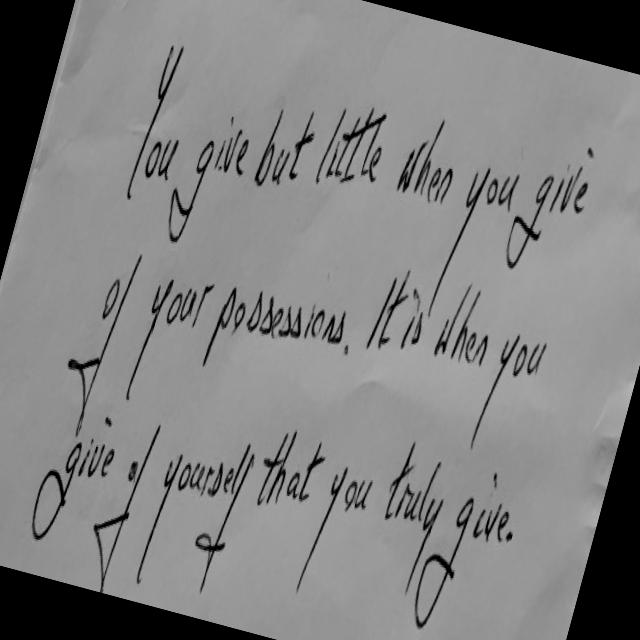 You give but little when you give
of your possessions. It is when you
give of yourself that you truly give.